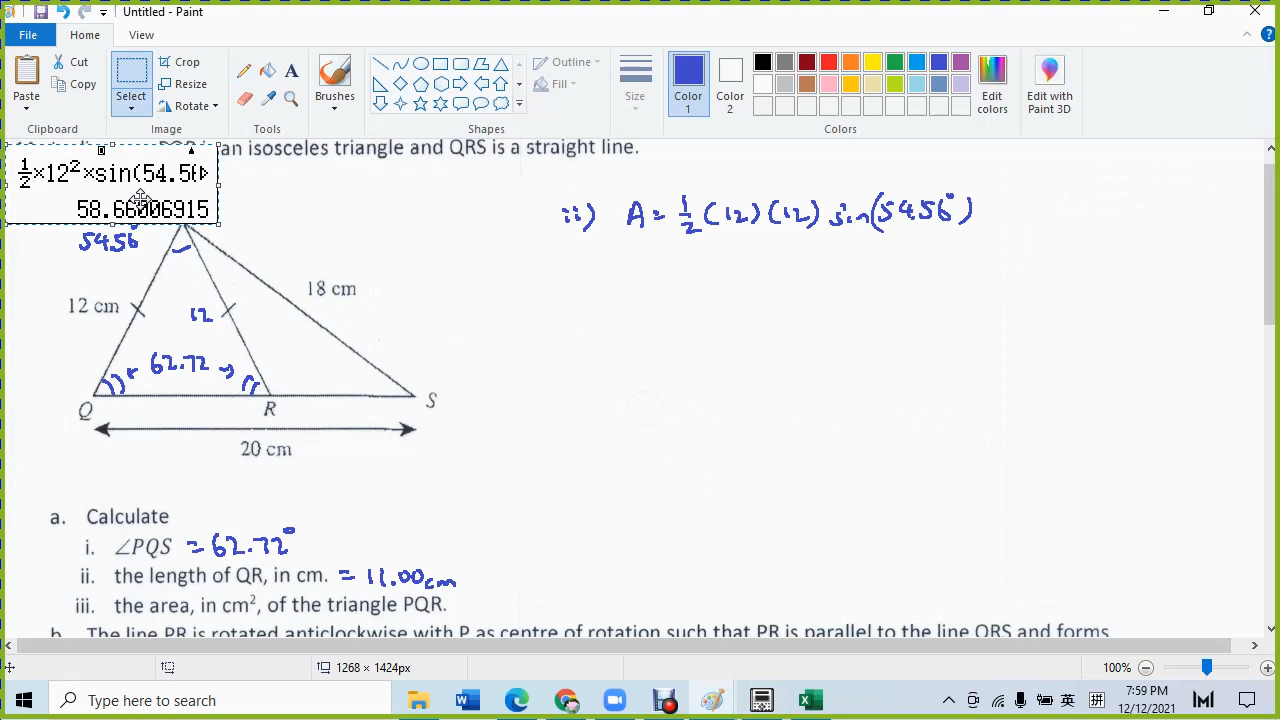 Untitled - Paint
File Home View
Paste Cut Copy Clipboard
Select Crop Resize Rotate Image
Tools
Brushes
Outline Fill Shapes
Size
Color 1 Color 2 Edit colors Colors
Edit with Paint 3D
an isosceles triangle and QRS is a straight line.
½×12²×sin(54.5
58.66006915
ii) A = ½ (12)(12) sin(54.56°)
54.56°
12 cm
18 cm
12
62.72
Q R S
20 cm
a. Calculate
i. ∠PQS = 62.72°
ii. the length of QR, in cm. = 11.00cm
iii. the area, in cm², of the triangle PQR.
b. The line PR is rotated anticlockwise with P as centre of rotation such that PR is parallel to the line QRS and forms
1268 × 1424px
100%
Type here to search
英 拼
7:59 PM
12/12/2021